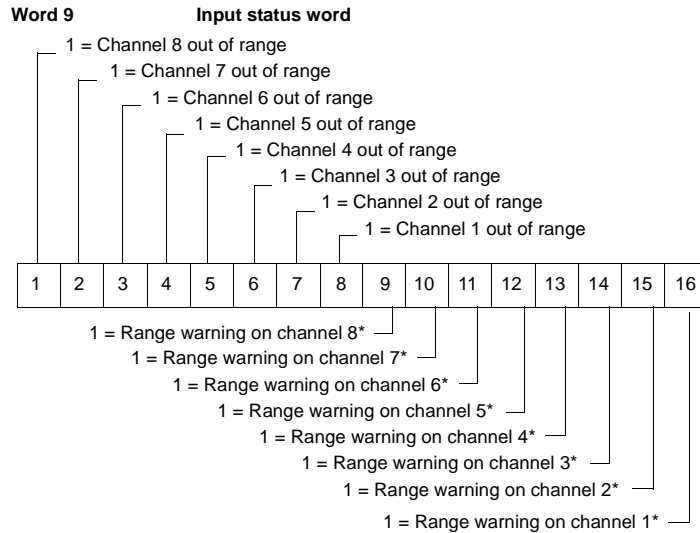 Word 9 Input status word
1 = Channel 8 out of range
1 = Channel 7 out of range
1 = Channel 6 out of range
1 = Channel 5 out of range
1 = Channel 4 out of range
1 = Channel 3 out of range
1 = Channel 2 out of range
1 = Channel 1 out of range
1 2 3 4 5 6 7 8 9 10 11 12 13 14 15 16
1 = Range warning on channel 8*
1 = Range warning on channel 7*
1 = Range warning on channel 6*
1 = Range warning on channel 5*
1 = Range warning on channel 4*
1 = Range warning on channel 3*
1 = Range warning on channel 2*
1 = Range warning on channel 1*